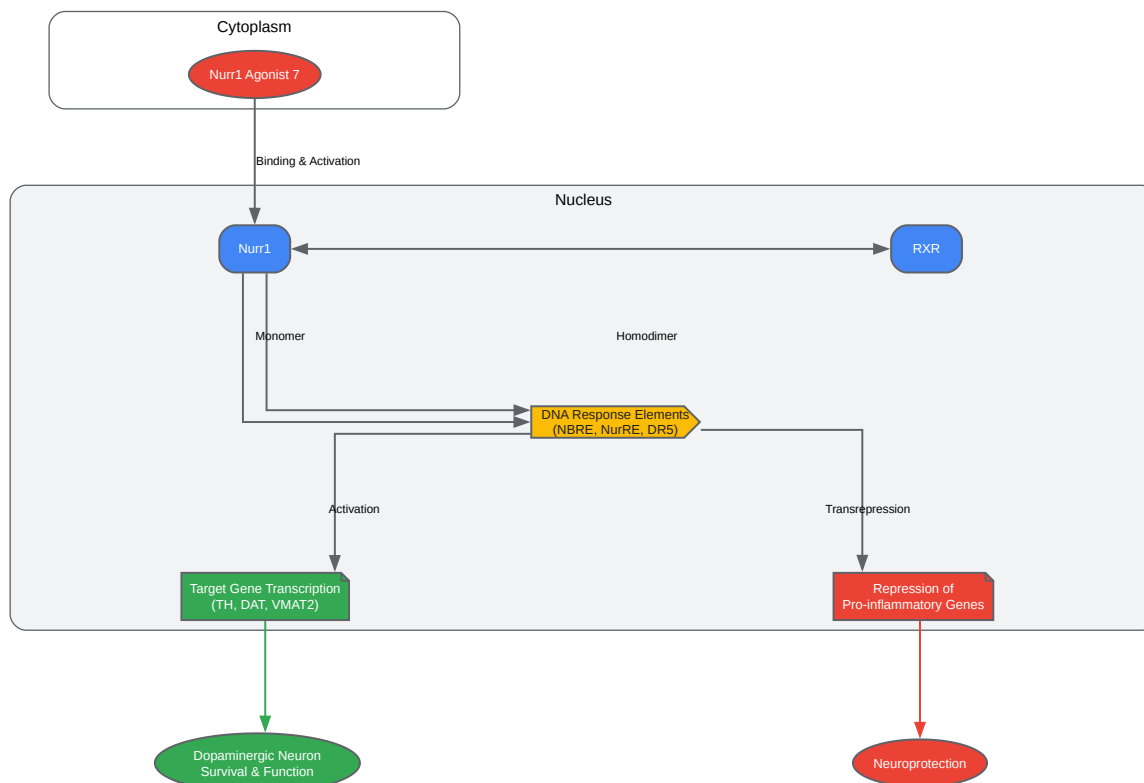 Cytoplasm
Nurr1 Agonist 7
Binding & Activation
Nucleus
Nurr1
RXR
Monomer
Homodimer
DNA Response Elements
(NBRE, NurRE, DR5)
Activation
Transrepression
Target Gene Transcription
(TH, DAT, VMAT2)
Repression of
Pro-inflammatory Genes
Dopaminergic Neuron
Survival & Function
Neuroprotection